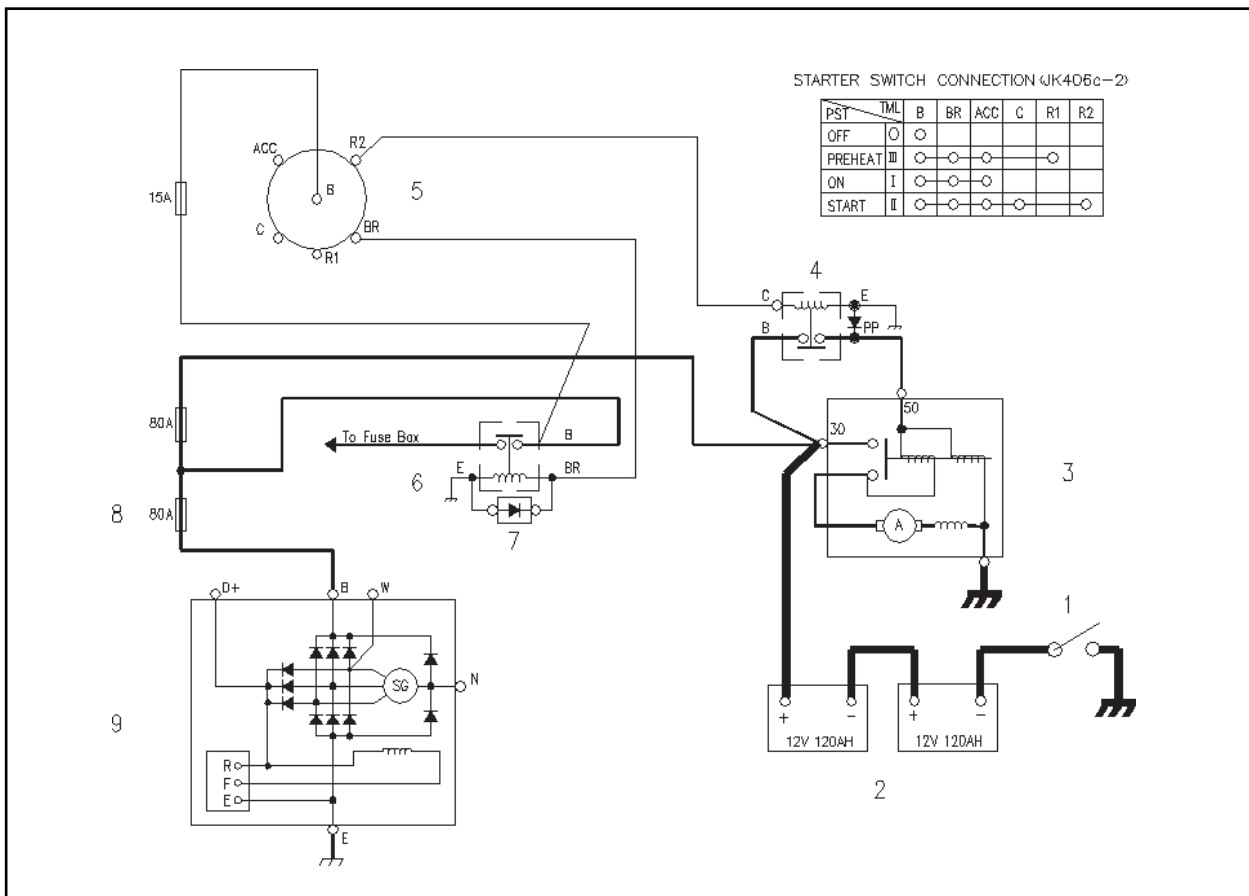 STARTER SWITCH CONNECTION (JK406c-2)
PST TML B BR ACC C R1 R2
OFF O
PREHEAT III
ON I
START II
ACC
R2
B
5
15A
C
BR
R1
4
C
E
B
PP
80A
To Fuse Box
B
30
50
3
6
E
BR
A
8
80A
7
D+
B
W
1
SG
N
9
+
-
+
-
12V 120AH
12V 120AH
R
F
E
2
E